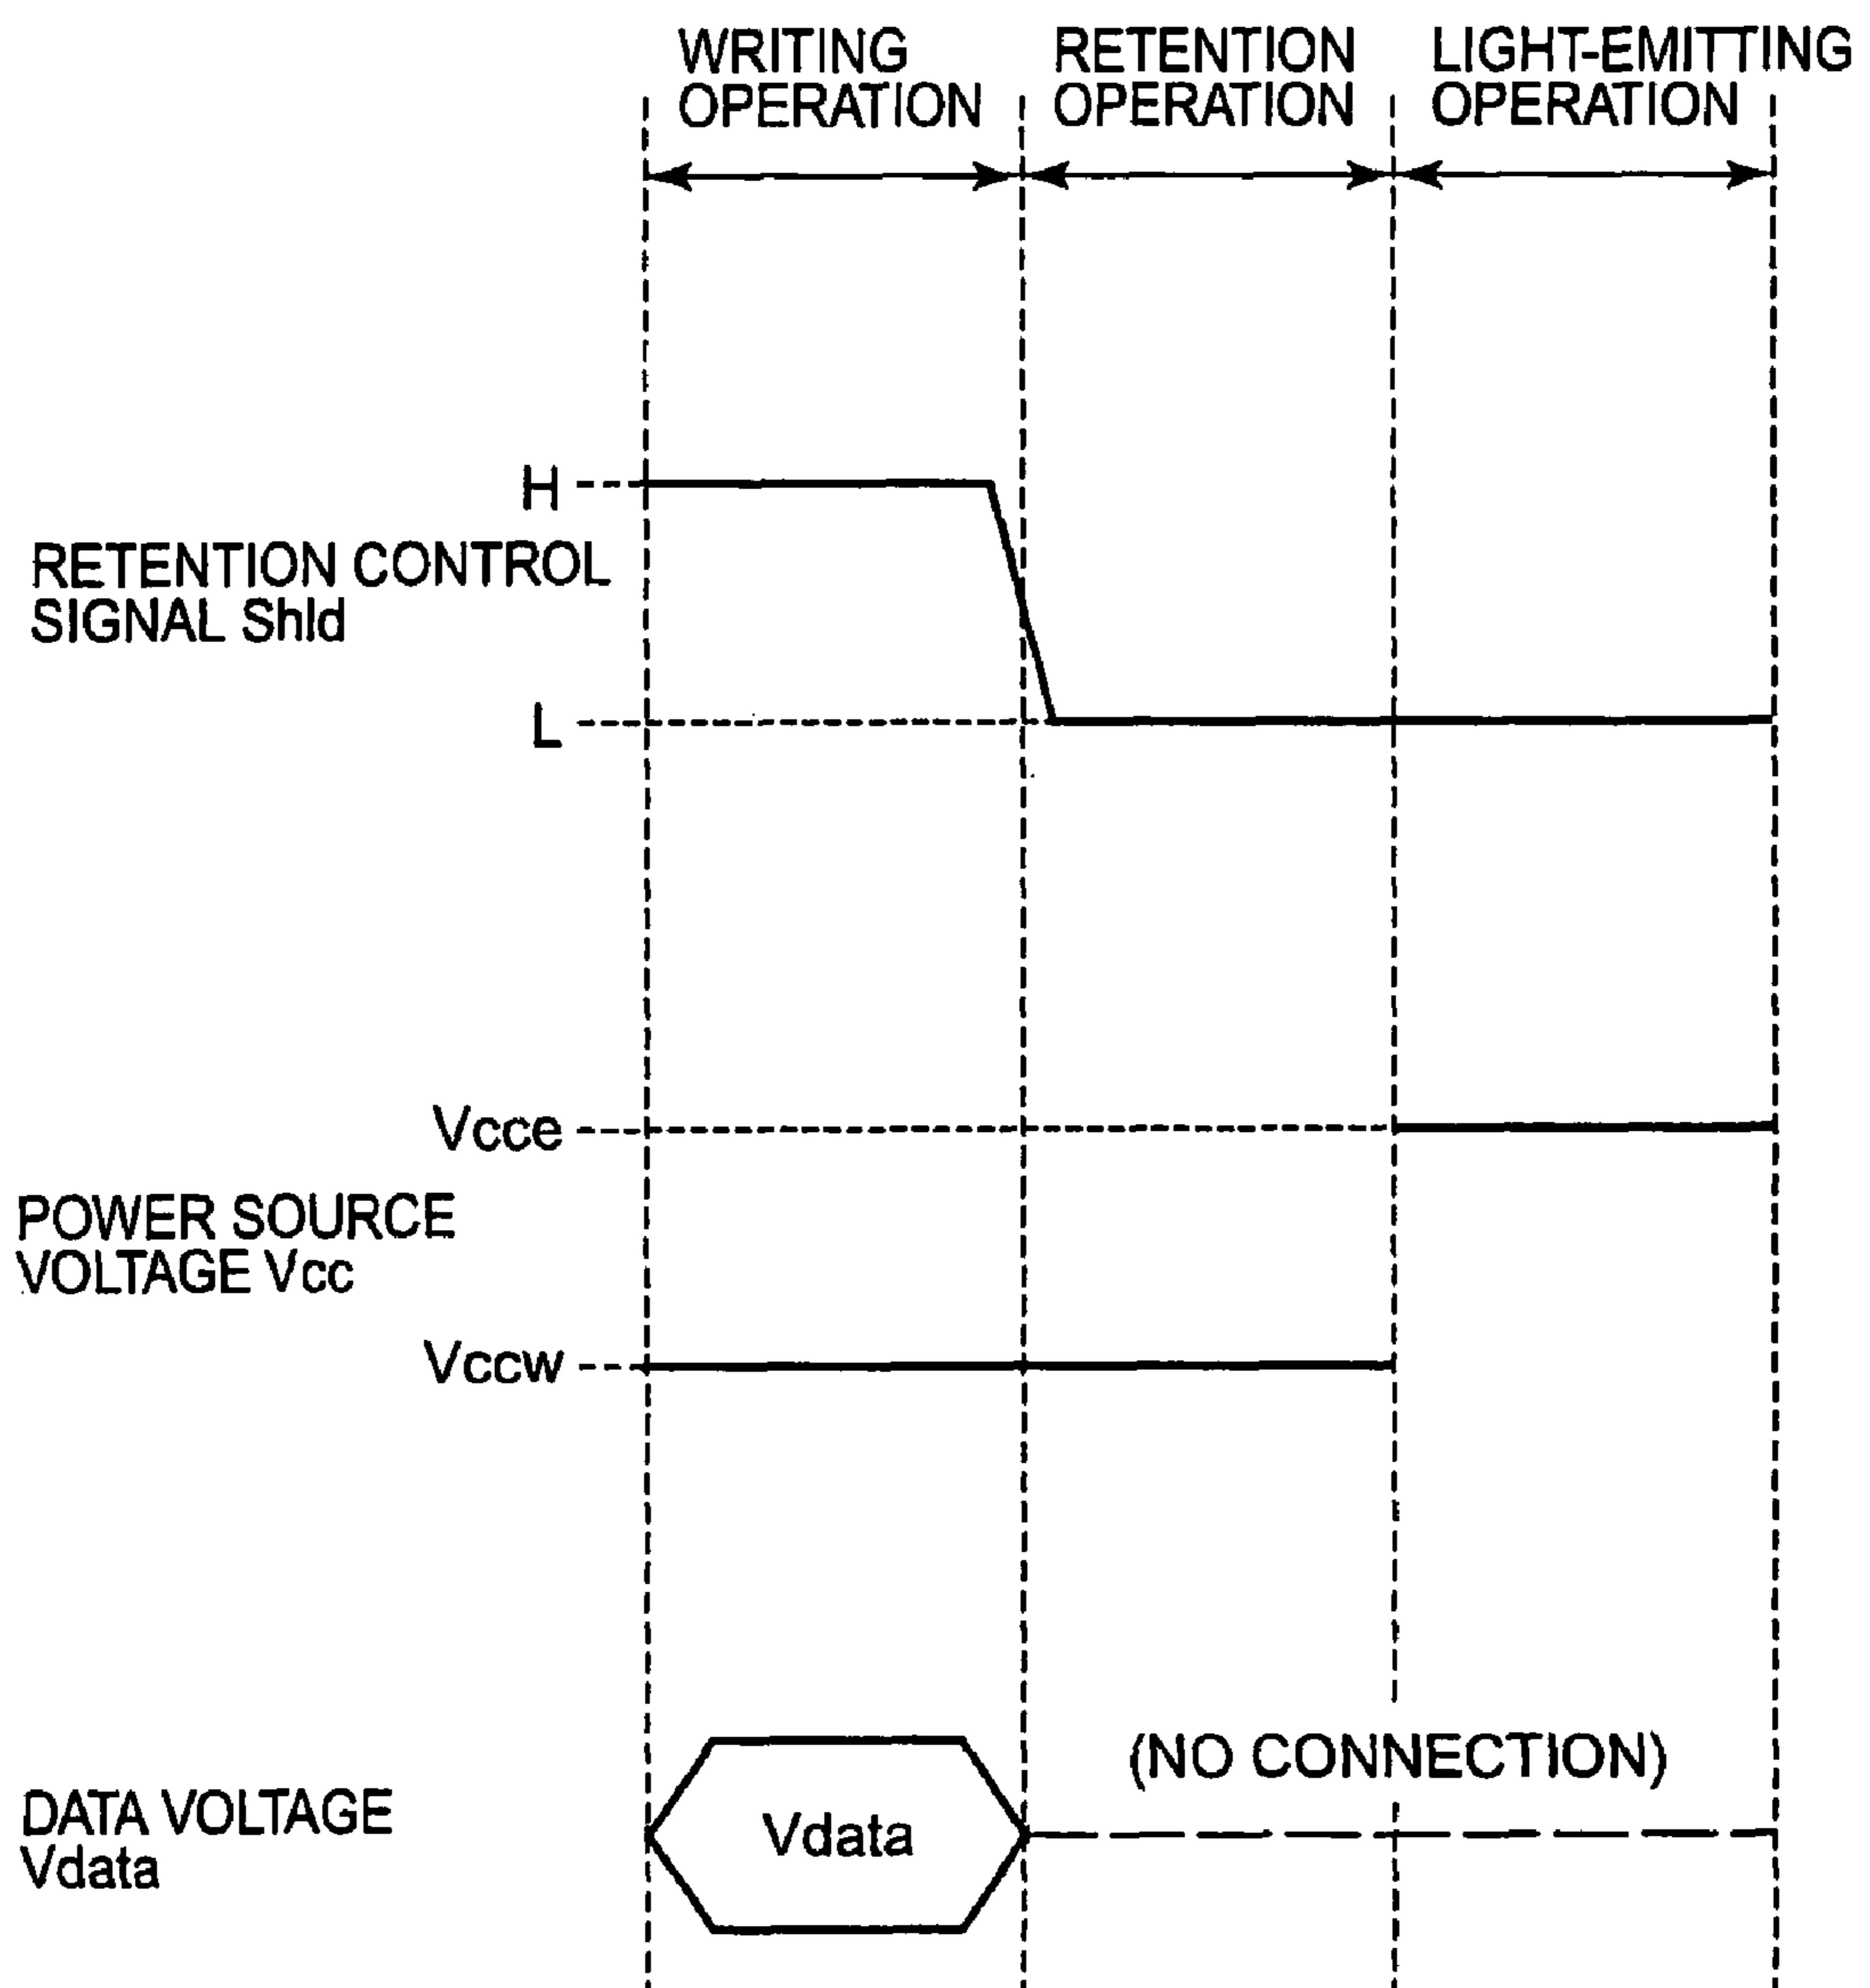 WRITING
OPERATION
RETENTION
OPERATION
LIGHT-EMITTING
OPERATION
H
RETENTION CONTROL
SIGNAL Shld
L
Vcce
POWER SOURCE
VOLTAGE Vcc
Vccw
(NO CONNECTION)
DATA VOLTAGE
Vdata
Vdata